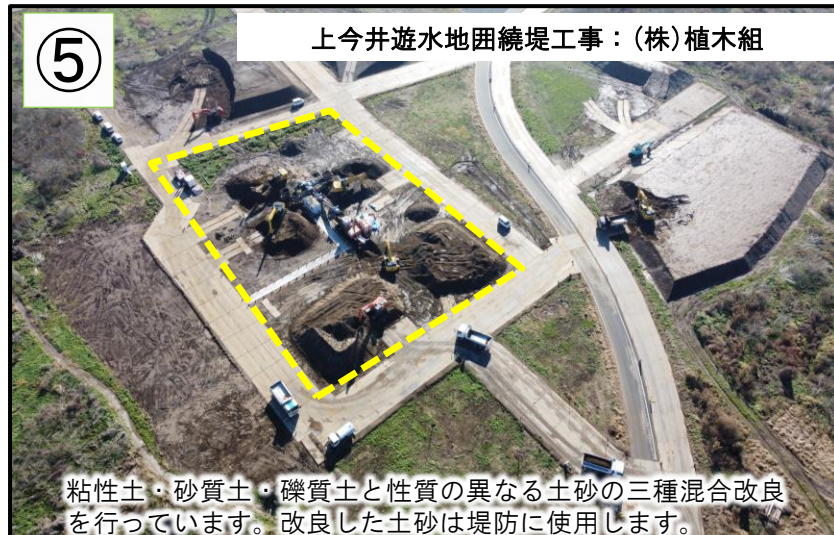 ⑤
上今井遊水地囲繞堤工事：(株)植木組
粘性土・砂質土・礫質土と性質の異なる土砂の三種混合改良
を行っています。改良した土砂は堤防に使用します。